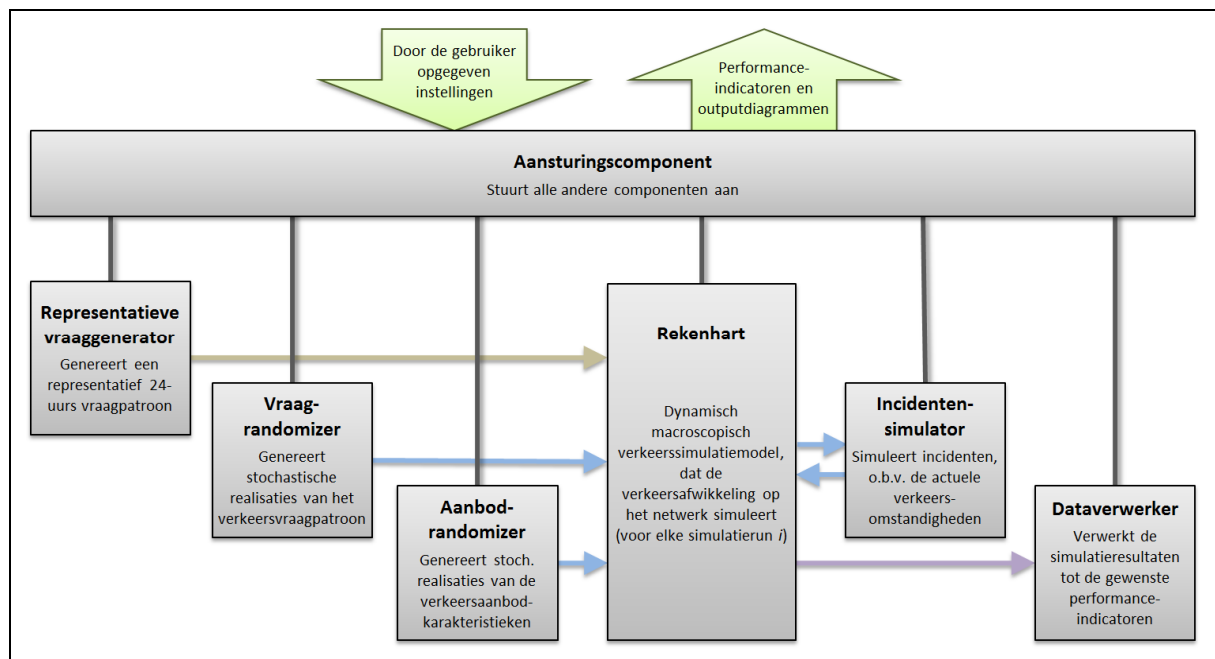 Door de gebruiker
opgegeven
instellingen
Performance-
indicatoren en
outputdiagrammen
Aansturingscomponent
Stuurt alle andere componenten aan
Representatieve
vraaggenerator
Genereert een
representatief 24-
uurs vraagpatroon
Vraag-
randomizer
Genereert
stochastische
realisaties van het
verkeersvraagpatroon
Aanbod-
randomizer
Genereert stoch.
realisaties van de
verkeersaanbod-
karakteristieken
Rekenhart
Dynamisch
macroscopisch
verkeerssimulatiemodel,
dat de
verkeersafwikkeling op
het netwerk simuleert
(voor elke simulatierun i)
Incidenten-
simulator
Simuleert incidenten,
o.b.v. de actuele
verkeers-
omstandigheden
Dataverwerker
Verwerkt de
simulatieresultaten
tot de gewenste
performance-
indicatoren